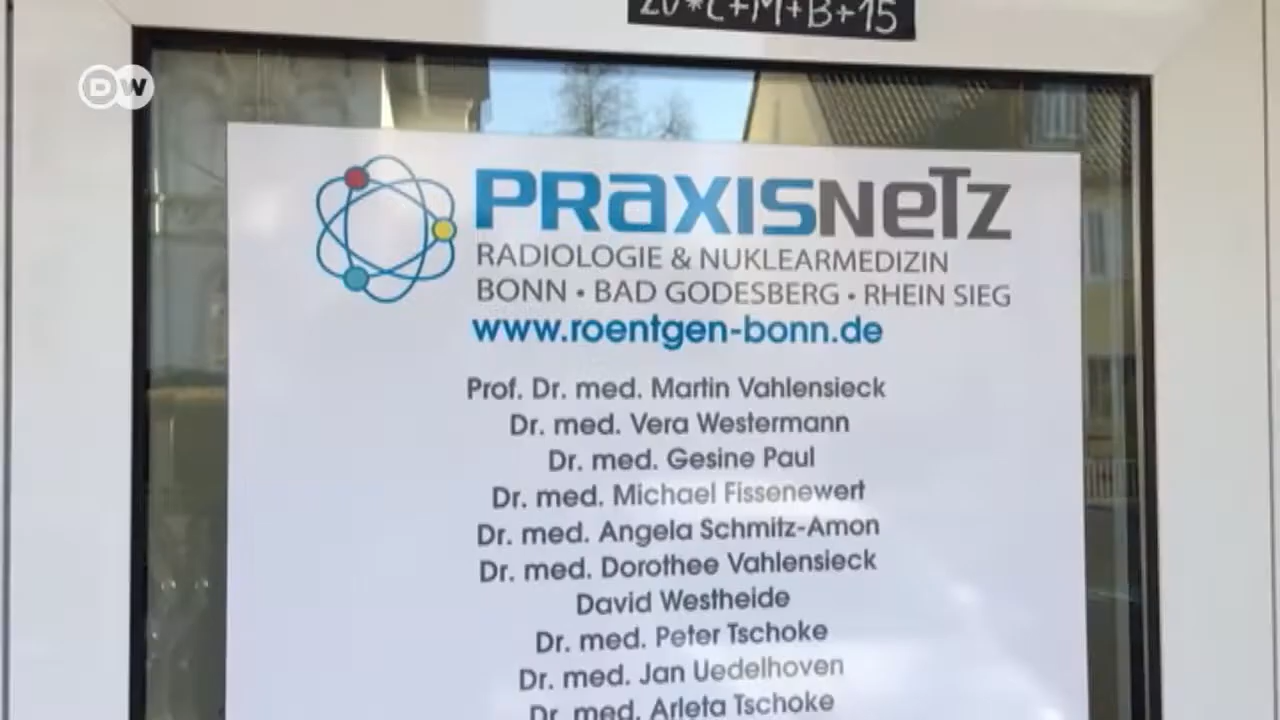 20*C+M+B+15
DW
PRaXISNeTZ
RADIOLOGIE & NUKLEARMEDIZIN
BONN • BAD GODESBERG • RHEIN SIEG
www.roentgen-bonn.de
Prof. Dr. med. Martin Vahlensieck
Dr. med. Vera Westermann
Dr. med. Gesine Paul
Dr. med. Michael Fissenewert
Dr. med. Angela Schmitz-Amon
Dr. med. Dorothee Vahlensieck
David Westheide
Dr. med. Peter Tschoke
Dr. med. Jan Uedelhoven
Dr. med. Arleta Tschoke